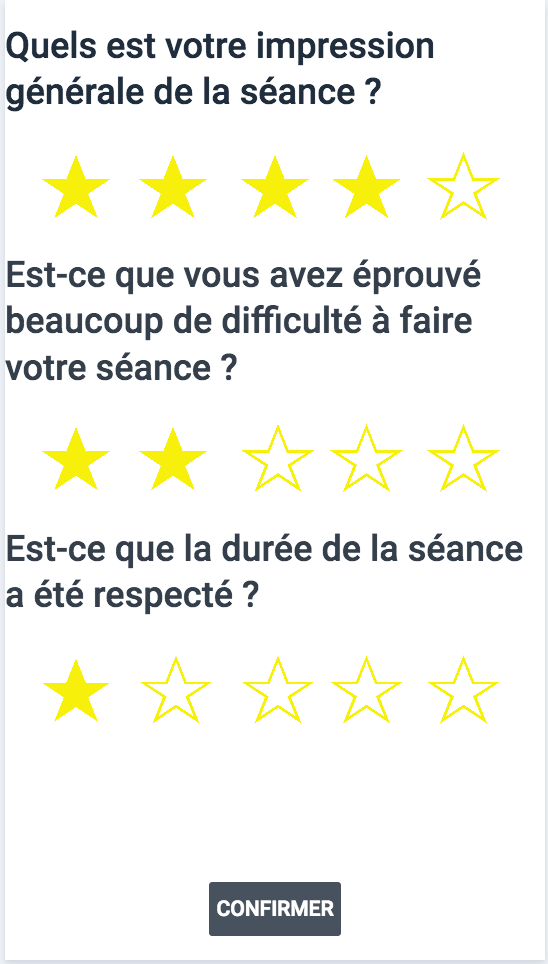 Quels est votre impression
générale de la séance ?
Est-ce que vous avez éprouvé
beaucoup de difficulté à faire
votre séance ?
Est-ce que la durée de la séance
a été respecté ?
CONFIRMER